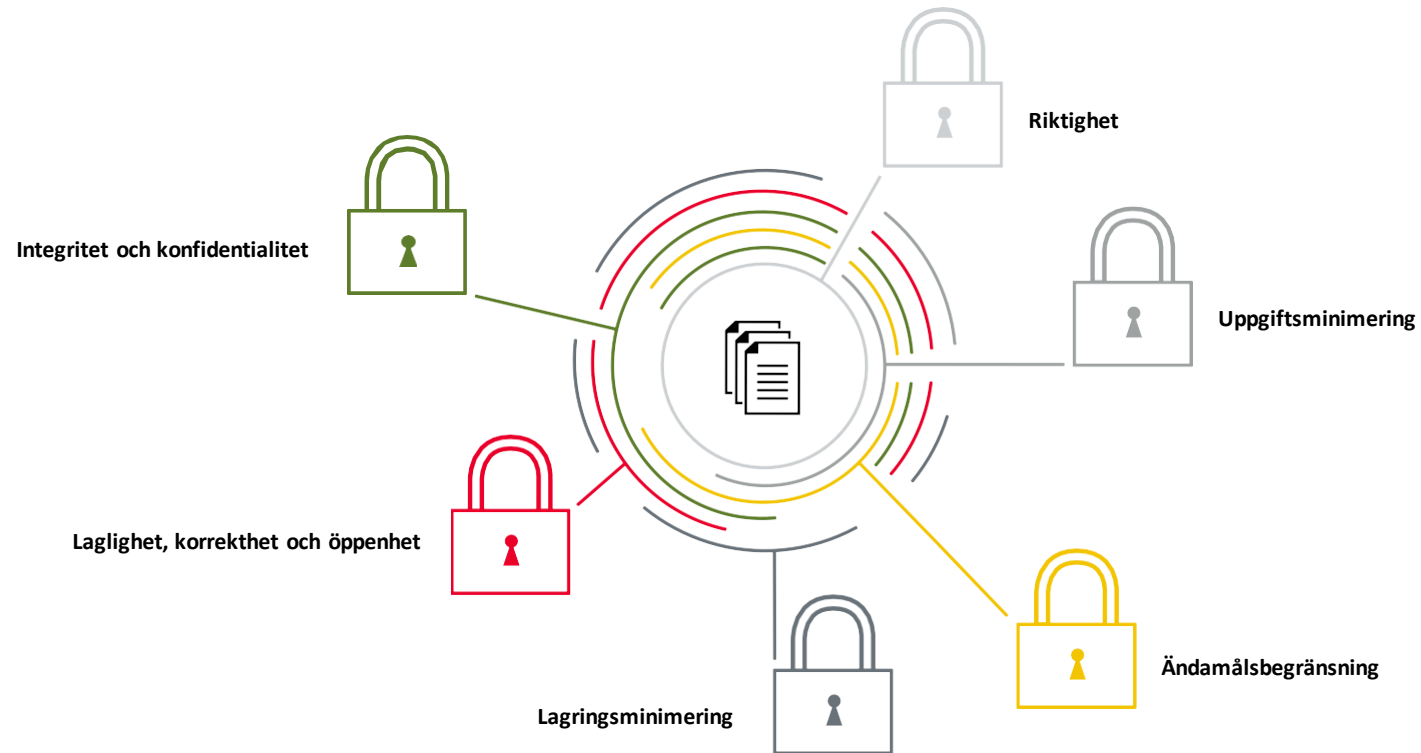 Riktighet
Integritet och konfidentialitet
Uppgiftsminimering
Laglighet, korrekthet och öppenhet
Ändamålsbegränsning
Lagringsminimering